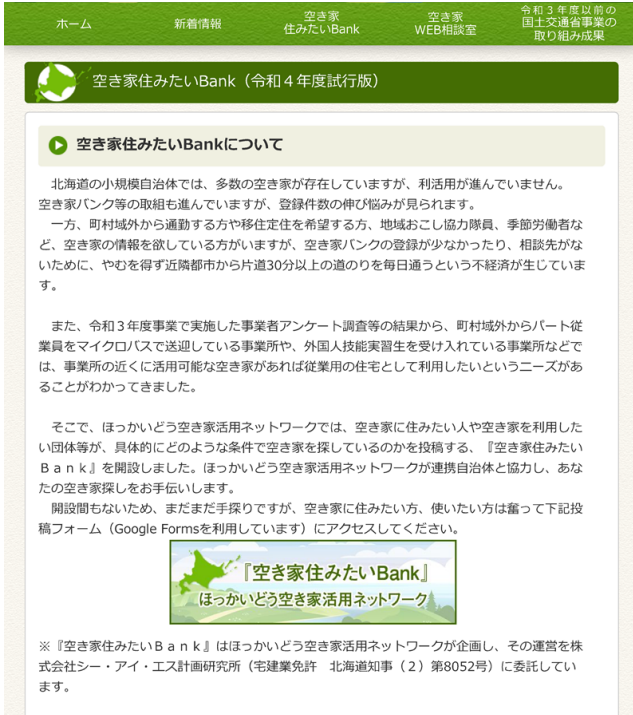 ホーム
新着情報
空き家
住みたいBank
空き家
WEB相談室
令和３年度以前の
国土交通省事業の
取り組み成果
空き家住みたいBank（令和４年度試行版）
空き家住みたいBankについて
北海道の小規模自治体では、多数の空き家が存在していますが、利活用が進んでいません。
空き家バンク等の取組も進んでいますが、登録件数の伸び悩みが見られます。
一方、町村域外から通勤する方や移住定住を希望する方、地域おこし協力隊員、季節労働者な
ど、空き家の情報を欲している方がいますが、空き家バンクの登録が少なかったり、相談先がな
いために、やむを得ず近隣都市から片道30分以上の道のりを毎日通うという不経済が生じていま
す。
また、令和３年度事業で実施した事業者アンケート調査等の結果から、町村域外からパート従
業員をマイクロバスで送迎している事業所や、外国人技能実習生を受け入れている事業所などで
は、事業所の近くに活用可能な空き家があれば従業用の住宅として利用したいというニーズがあ
ることがわかってきました。
そこで、ほっかいどう空き家活用ネットワークでは、空き家に住みたい人や空き家を利用した
い団体等が、具体的にどのような条件で空き家を探しているのかを投稿する、『空き家住みたい
Ｂａｎｋ』を開設しました。ほっかいどう空き家活用ネットワークが連携自治体と協力し、あな
たの空き家探しをお手伝いします。
開設間もないため、まだまだ手探りですが、空き家に住みたい方、使いたい方は奮って下記投
稿フォーム（Google Formsを利用しています）にアクセスしてください。
『空き家住みたいBank』
ほっかいどう空き家活用ネットワーク
※『空き家住みたいＢａｎｋ』はほっかいどう空き家活用ネットワークが企画し、その運営を株
式会社シー・アイ・エス計画研究所（宅建業免許　北海道知事（２）第8052号）に委託してい
ます。